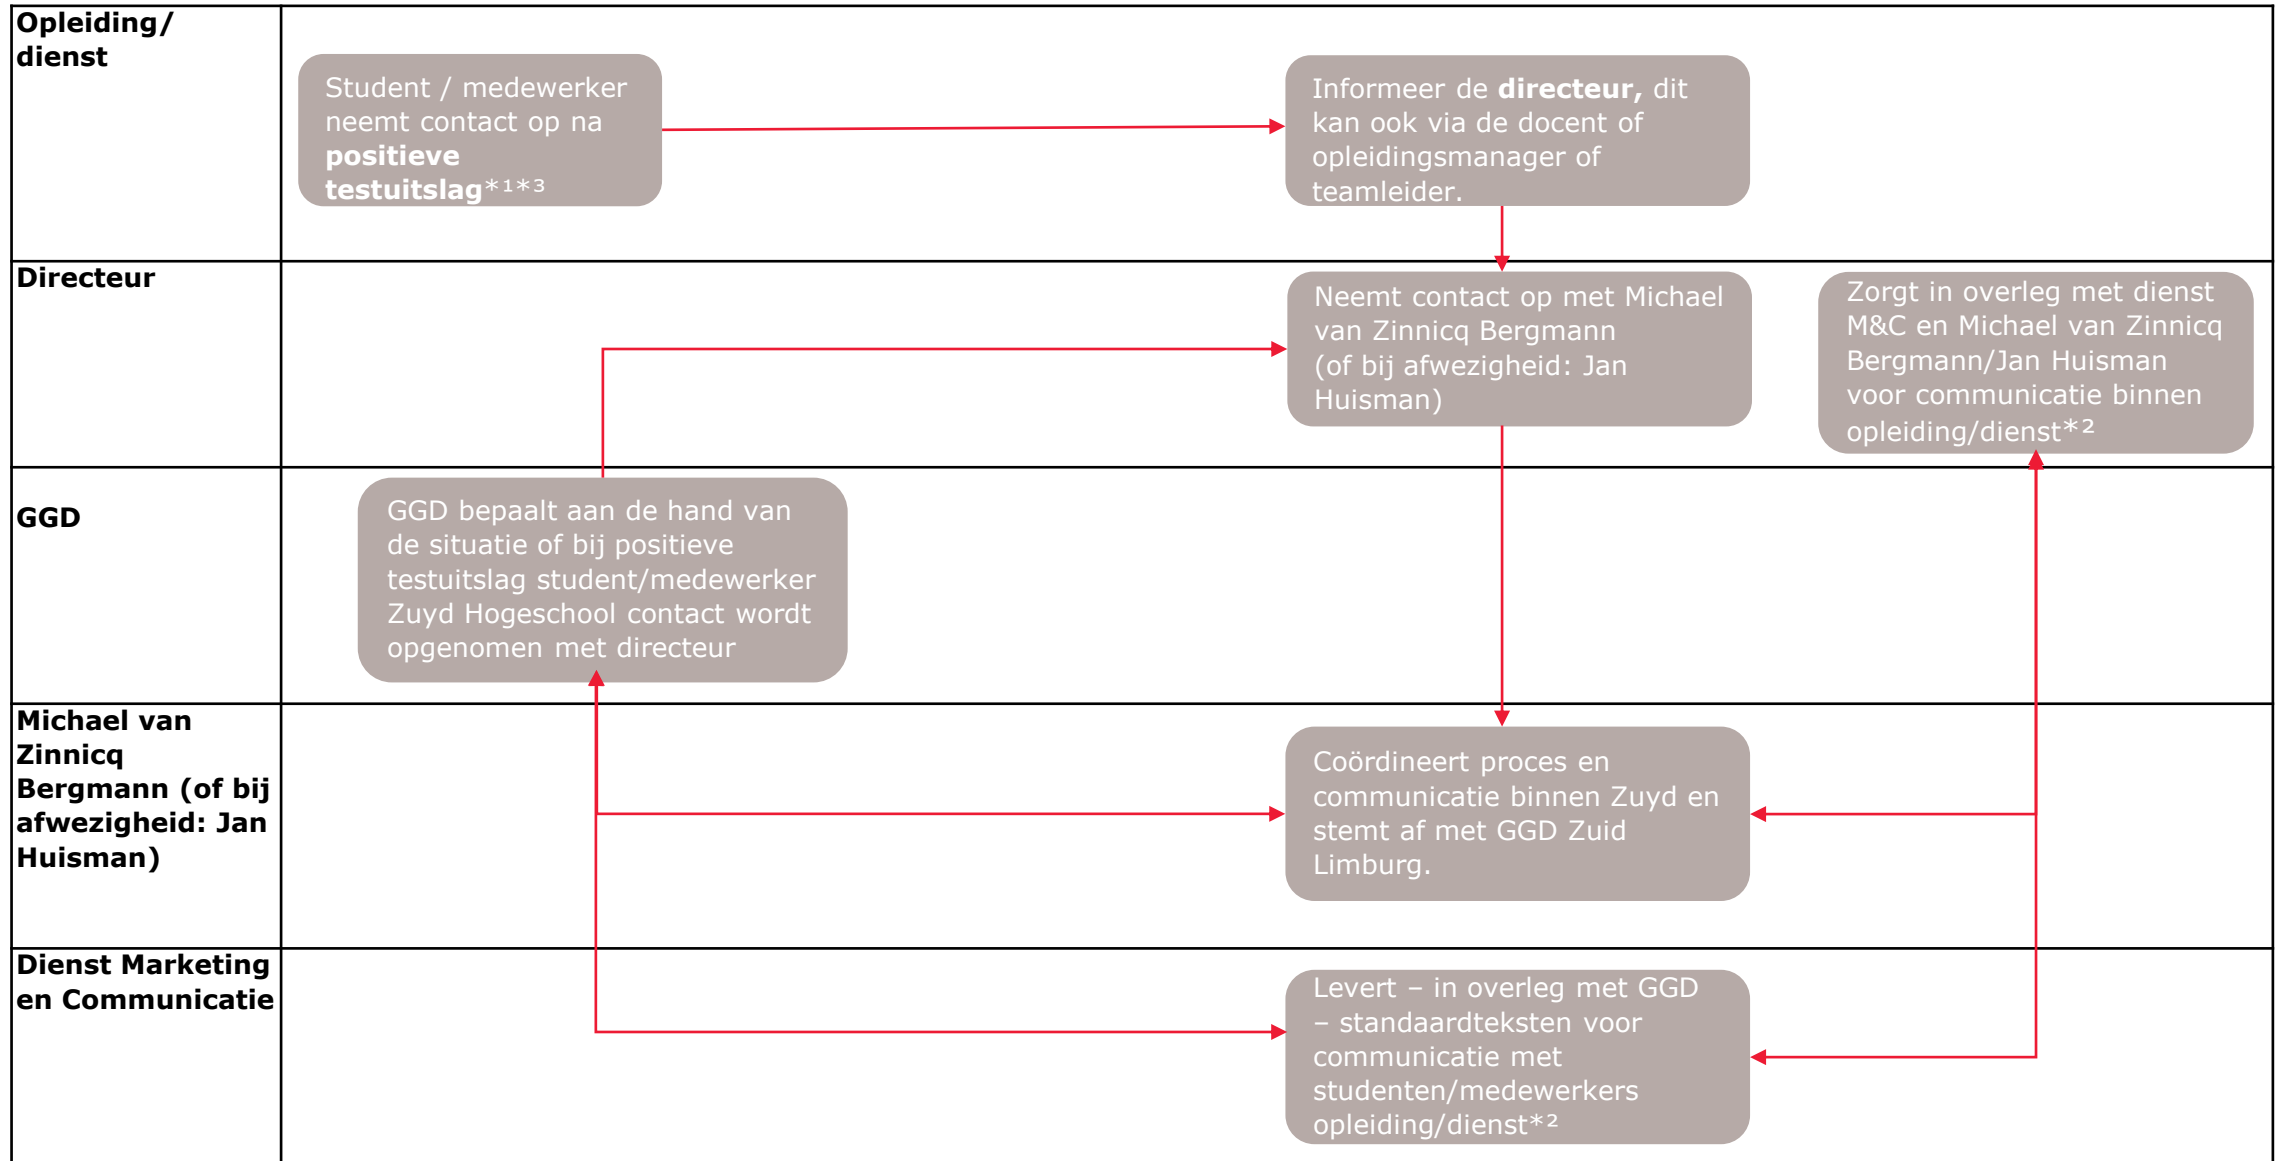 Opleiding/
dienst
Student / medewerker
neemt contact op na
positieve
testuitslag*¹*³
Informeer de directeur, dit
kan ook via de docent of
opleidingsmanager of
teamleider.
Directeur
Neemt contact op met Michael
van Zinnicq Bergmann
(of bij afwezigheid: Jan
Huisman)
Zorgt in overleg met dienst
M&C en Michael van Zinnicq
Bergmann/Jan Huisman
voor communicatie binnen
opleiding/dienst*²
GGD
GGD bepaalt aan de hand van
de situatie of bij positieve
testuitslag student/medewerker
Zuyd Hogeschool contact wordt
opgenomen met directeur
Michael van
Zinnicq
Bergmann (of bij
afwezigheid: Jan
Huisman)
Coördineert proces en
communicatie binnen Zuyd en
stemt af met GGD Zuid
Limburg.
Dienst Marketing
en Communicatie
Levert – in overleg met GGD
– standaardteksten voor
communicatie met
studenten/medewerkers
opleiding/dienst*²